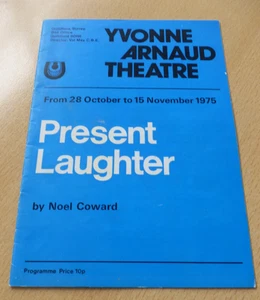 YVONNE
ARNAUD
THEATRE
From 28 October to 15 November 1975
Present
Laughter
by Noel Coward
Programme Price 10p